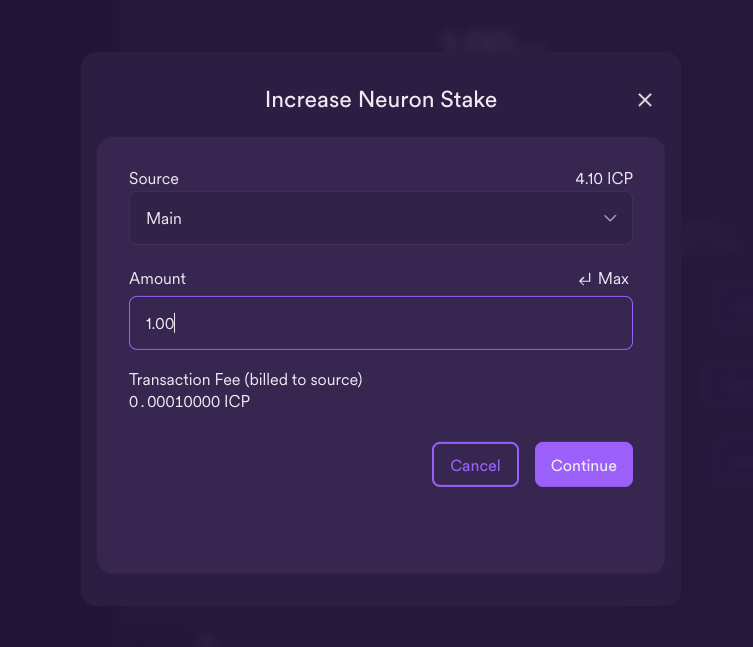 Increase Neuron Stake
Source 4.10 ICP
Main
Amount Max
1.00
Transaction Fee (billed to source)
0.00010000 ICP
Cancel Continue